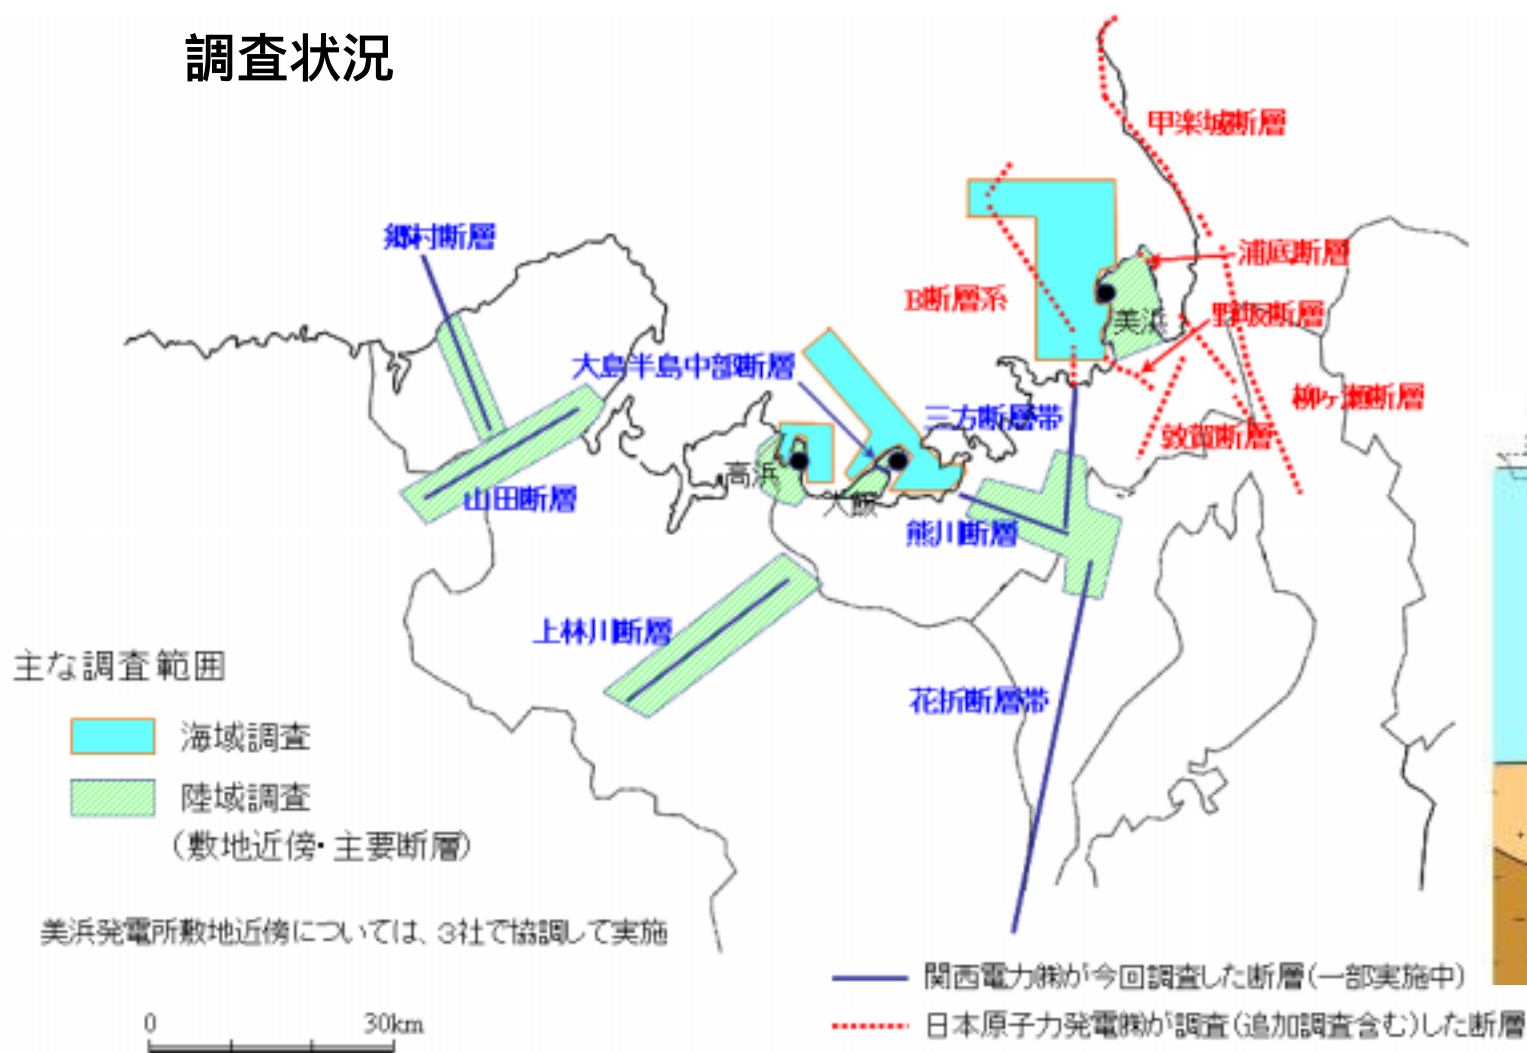 調査状況
甲楽城断層
郷村断層
浦底断層
B断層系
野坂断層
美浜
大島半島中部断層
柳ヶ瀬断層
三方断層帯
敦賀断層
高浜
山田断層
大飯
熊川断層
上林川断層
主な調査範囲
花折断層帯
海域調査
陸域調査
(敷地近傍・主要断層)
美浜発電所敷地近傍については、3社で協調して実施
関西電力㈱が今回調査した断層(一部実施中)
0 30km
日本原子力発電㈱が調査(追加調査含む)した断層